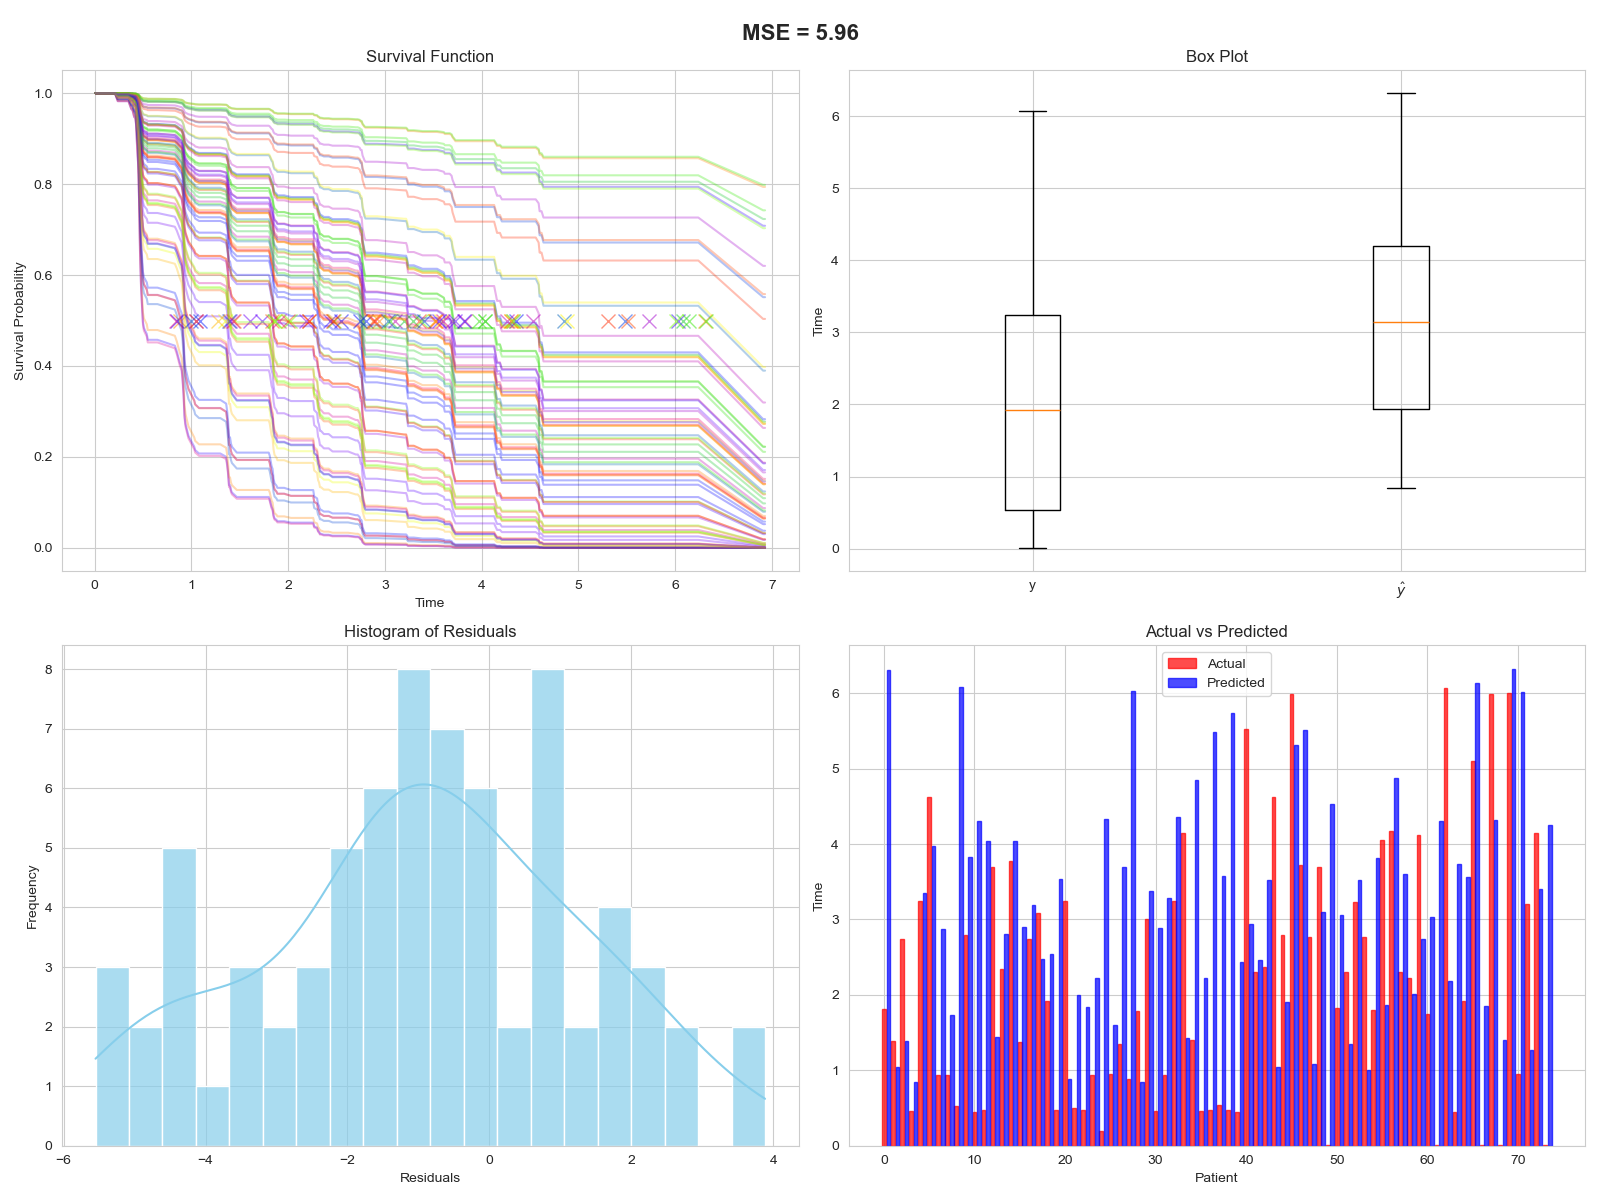 MSE = 5.96
Survival Function
Survival Probability
1.0
0.8
0.6
0.4
0.2
0.0
0 1 2 3 4 5 6 7
Time
Box Plot
Time
6
5
4
3
2
1
0
y ŷ
Histogram of Residuals
Frequency
8
7
6
5
4
3
2
1
0
−6 −4 −2 0 2 4
Residuals
Actual vs Predicted
Actual
Predicted
Time
6
5
4
3
2
1
0
0 10 20 30 40 50 60 70
Patient